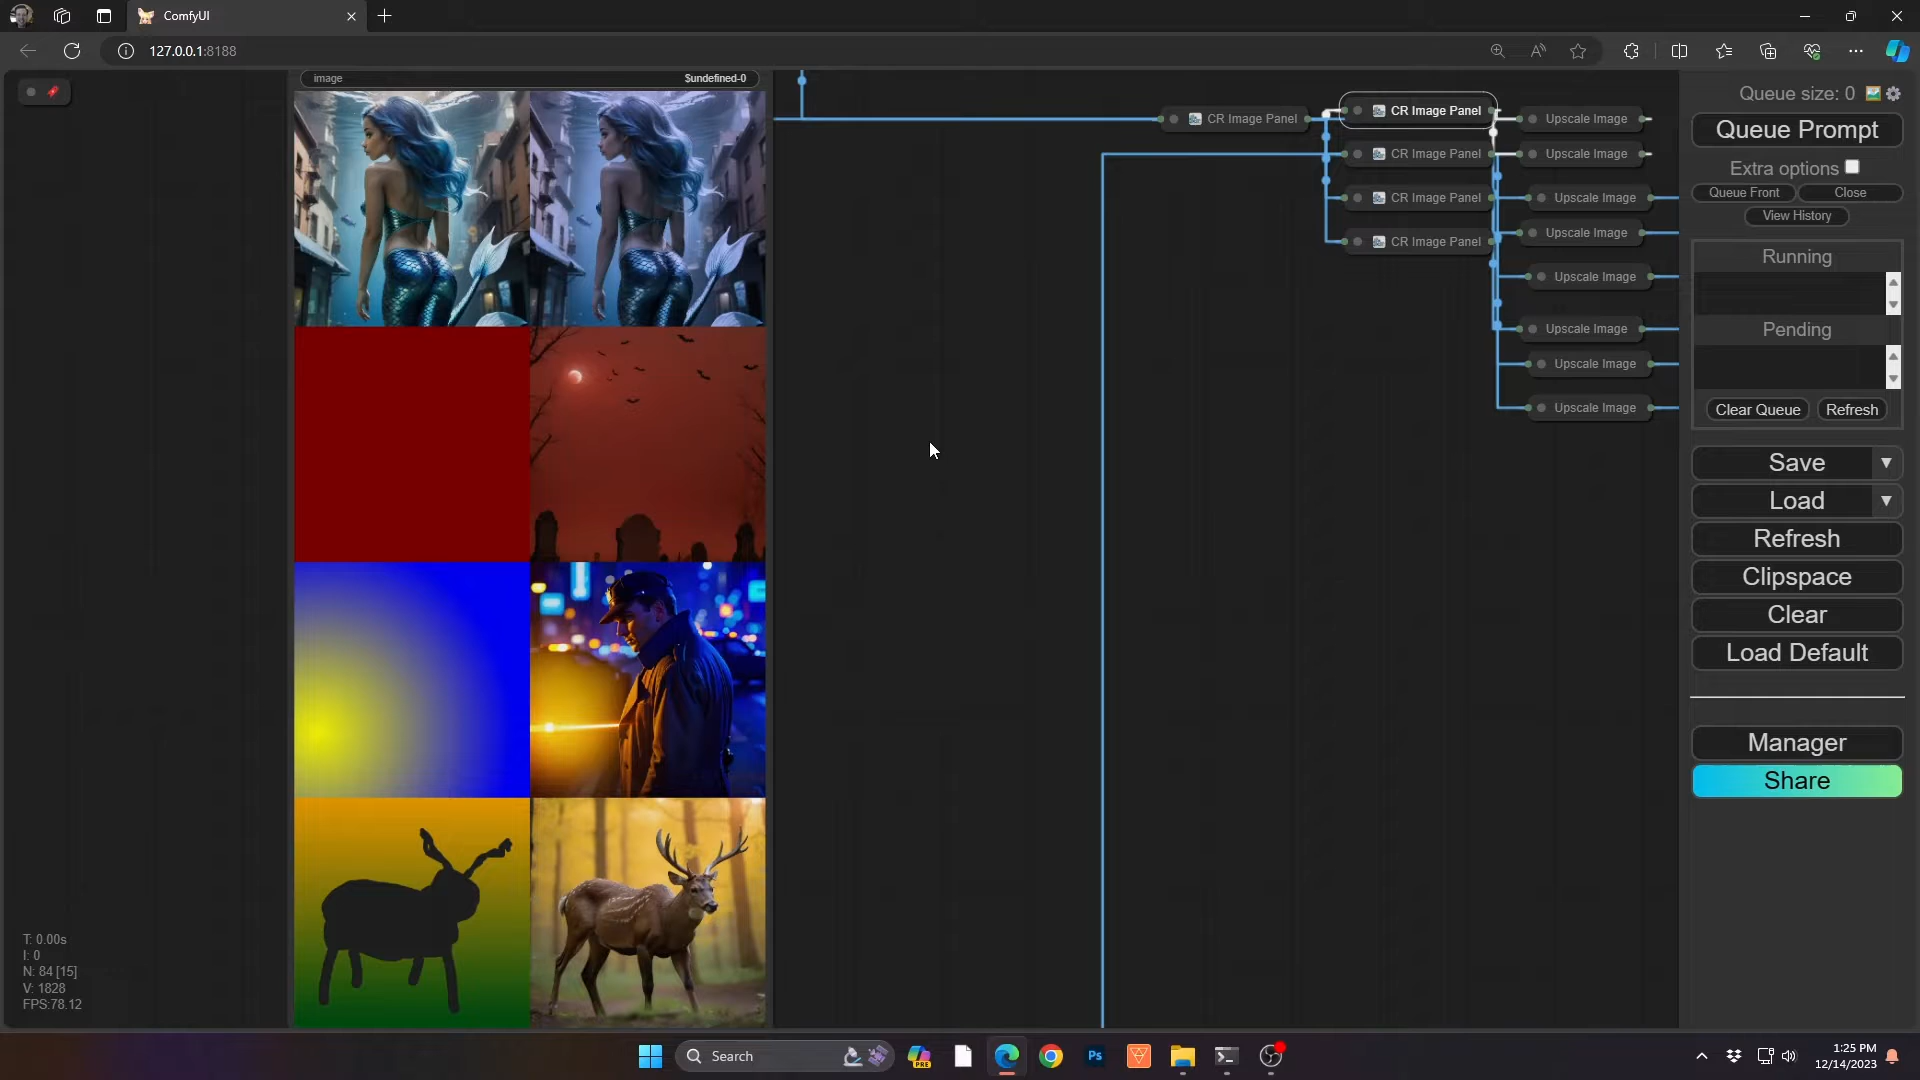 ComfyUI
127.0.0.1:8188
image $undefined-0
CR Image Panel
CR Image Panel
CR Image Panel
CR Image Panel
CR Image Panel
Upscale Image
Upscale Image
Upscale Image
Upscale Image
Upscale Image
Upscale Image
Upscale Image
Upscale Image
Queue size: 0
Queue Prompt
Extra options
Queue Front Close
View History
Running
Pending
Clear Queue Refresh
Save
Load
Refresh
Clipspace
Clear
Load Default
Manager
Share
T: 0.00s
I: 0
N: 84 [15]
V: 1828
FPS:78.12
Search
PRE
Ps
1:25 PM
12/14/2023